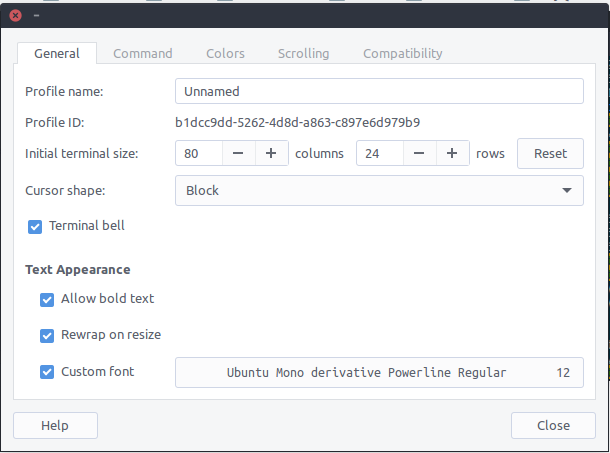 General Command Colors Scrolling Compatibility
Profile name: Unnamed
Profile ID: b1dcc9dd-5262-4d8d-a863-c897e6d979b9
Initial terminal size: 80 − + columns 24 − + rows Reset
Cursor shape: Block
Terminal bell
Text Appearance
Allow bold text
Rewrap on resize
Custom font Ubuntu Mono derivative Powerline Regular 12
Help Close